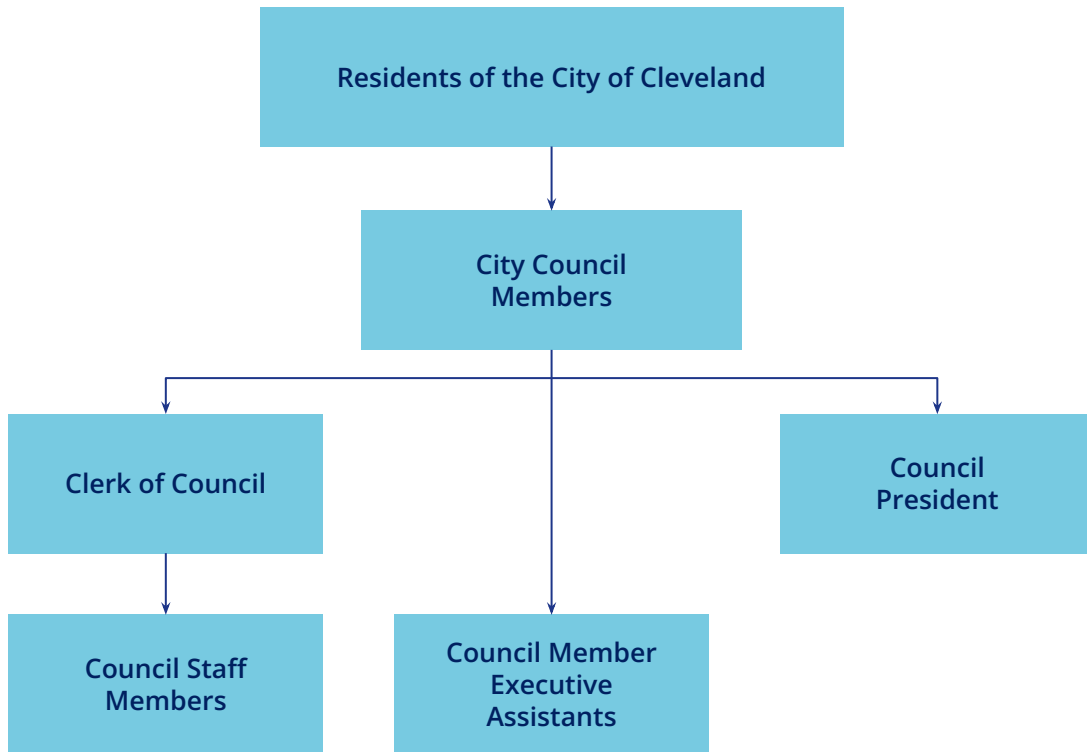 Residents of the City of Cleveland
City Council
Members
Clerk of Council
Council
President
Council Staff
Members
Council Member
Executive
Assistants